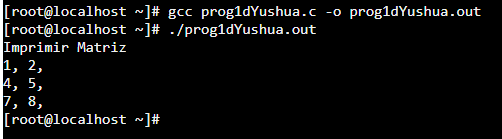 [root@localhost ~]# gcc prog1dYushua.c -o prog1dYushua.out
[root@localhost ~]# ./prog1dYushua.out
Imprimir Matriz
1, 2,
4, 5,
7, 8,
[root@localhost ~]#